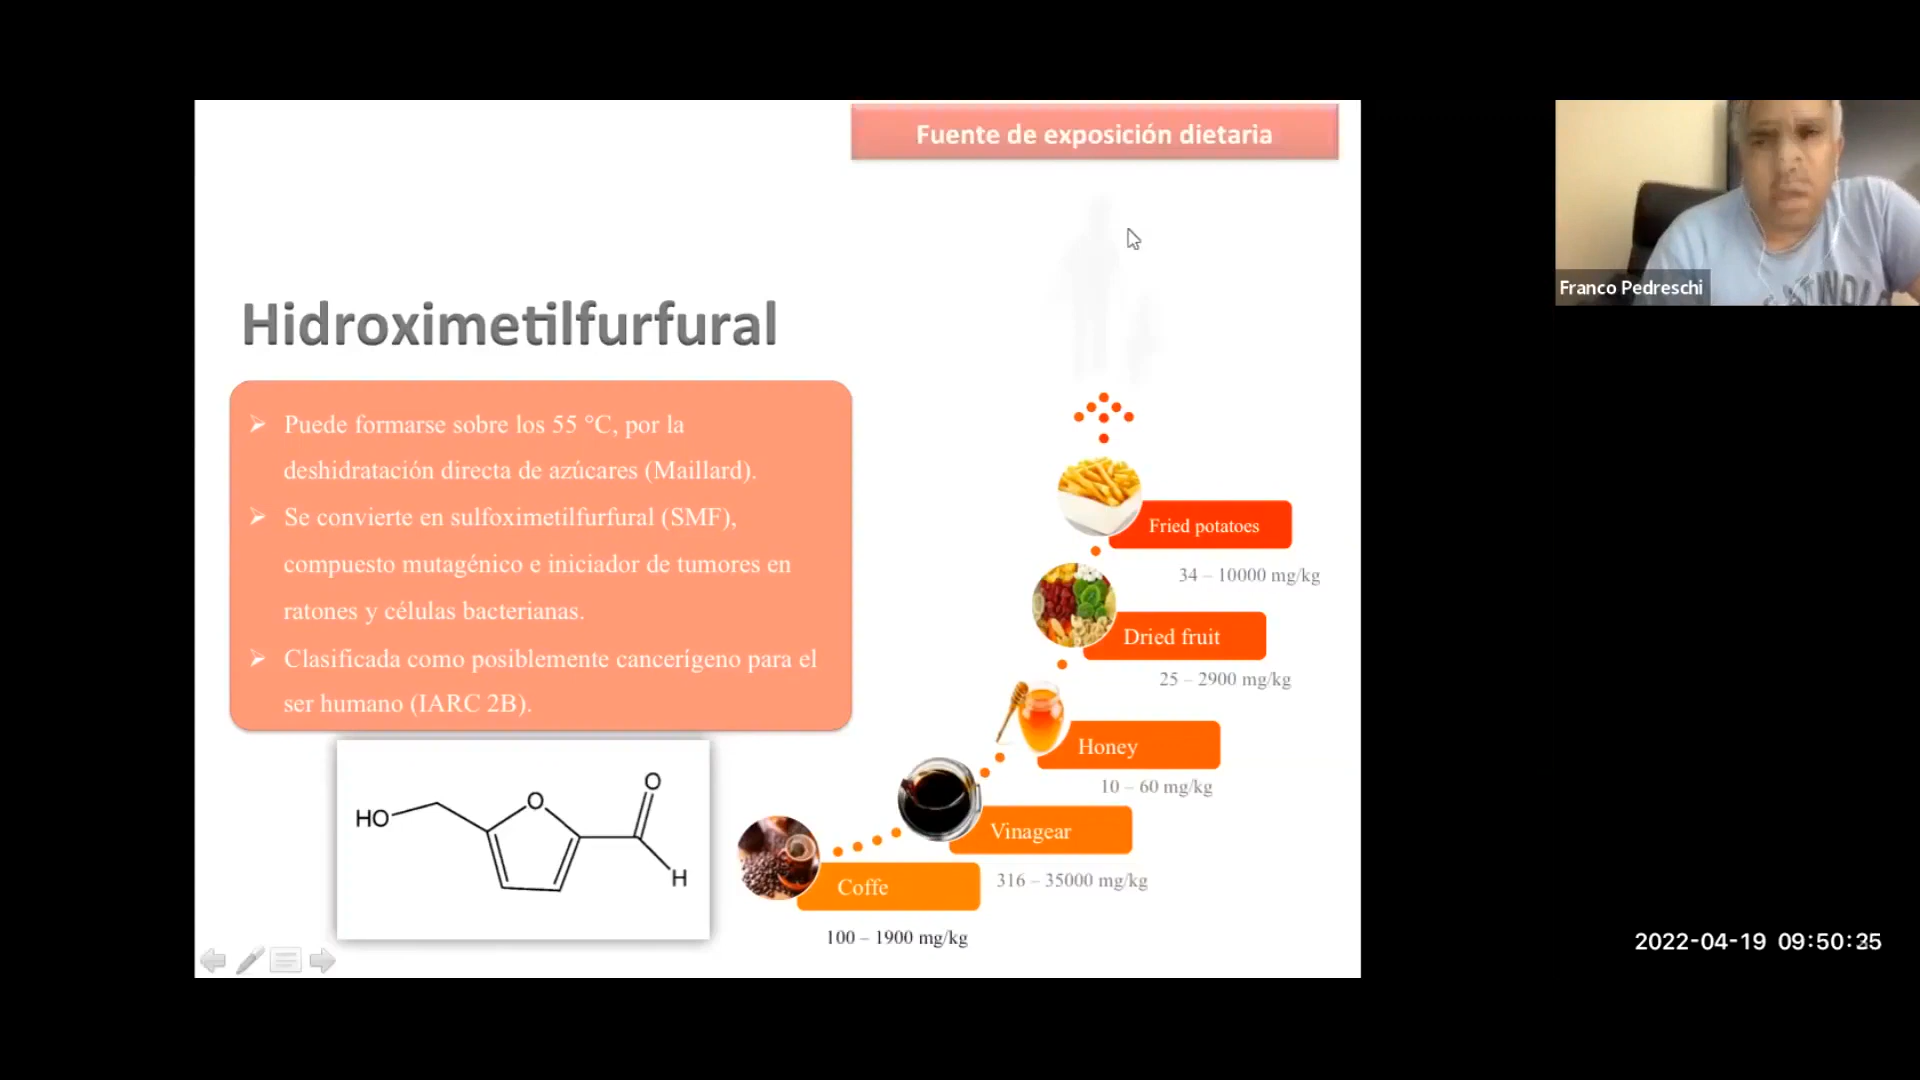 Fuente de exposición dietaria
Franco Pedreschi
Hidroximetilfurfural
➢ Puede formarse sobre los 55 °C, por la
deshidratación directa de azúcares (Maillard).
➢ Se convierte en sulfoximetilfurfural (SMF),
compuesto mutagénico e iniciador de tumores en
ratones y células bacterianas.
➢ Clasificada como posiblemente cancerígeno para el
ser humano (IARC 2B).
Fried potatoes
34 – 10000 mg/kg
Dried fruit
25 – 2900 mg/kg
Honey
10 – 60 mg/kg
Vinagear
316 – 35000 mg/kg
Coffe
100 – 1900 mg/kg
HO
O
O
H
2022-04-19 09:50:35